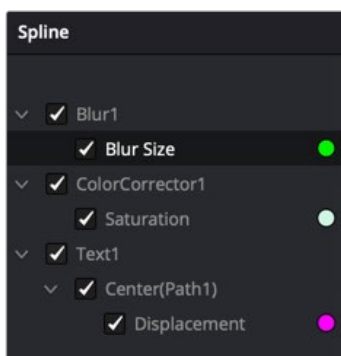 Spline
Blur1
Blur Size
ColorCorrector1
Saturation
Text1
Center(Path1)
Displacement